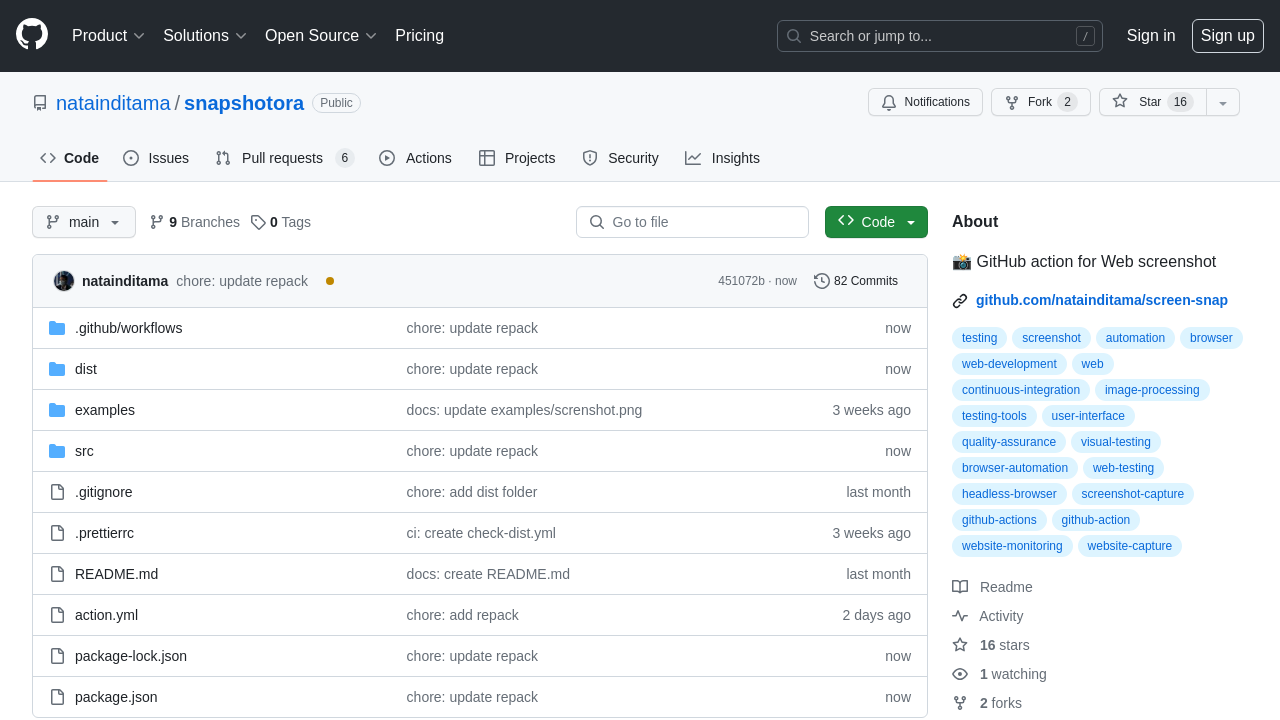 Product Solutions Open Source Pricing Search or jump to... / Sign in Sign up
natainditama / snapshotora Public Notifications Fork 2 Star 16
Code Issues Pull requests 6 Actions Projects Security Insights
main 9 Branches 0 Tags Go to file Code
natainditama chore: update repack 451072b · now 82 Commits
.github/workflows chore: update repack now
dist chore: update repack now
examples docs: update examples/screnshot.png 3 weeks ago
src chore: update repack now
.gitignore chore: add dist folder last month
.prettierrc ci: create check-dist.yml 3 weeks ago
README.md docs: create README.md last month
action.yml chore: add repack 2 days ago
package-lock.json chore: update repack now
package.json chore: update repack now
About
GitHub action for Web screenshot
github.com/natainditama/screen-snap
testing screenshot automation browser
web-development web
continuous-integration image-processing
testing-tools user-interface
quality-assurance visual-testing
browser-automation web-testing
headless-browser screenshot-capture
github-actions github-action
website-monitoring website-capture
Readme
Activity
16 stars
1 watching
2 forks